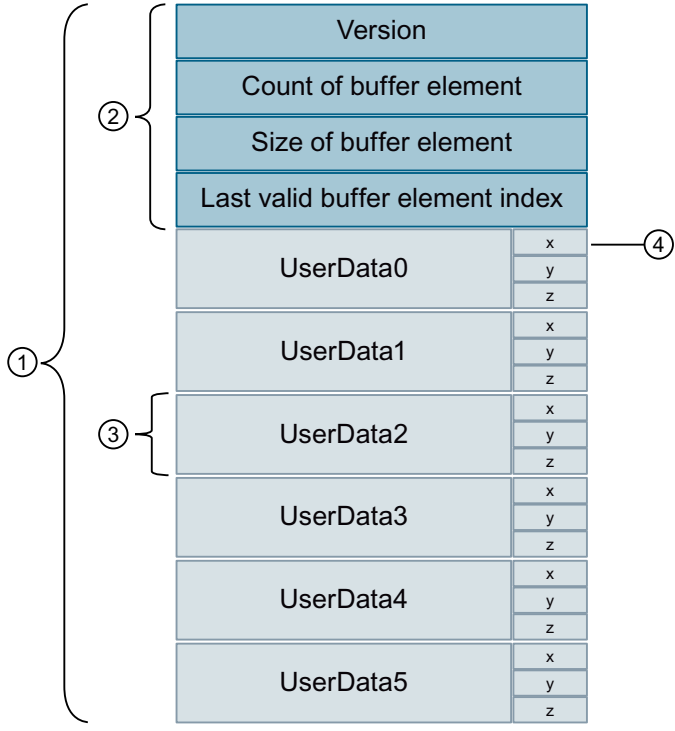 Version
Count of buffer element
② Size of buffer element
Last valid buffer element index
UserData0
x
y
z
④
UserData1
x
y
z
①
UserData2
x
y
z
③
UserData3
x
y
z
UserData4
x
y
z
UserData5
x
y
z